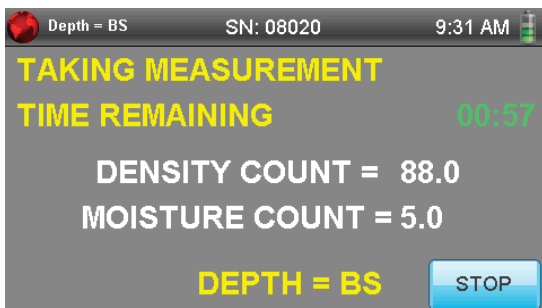 Depth = BS SN: 08020 9:31 AM
TAKING MEASUREMENT
TIME REMAINING 00:57
DENSITY COUNT = 88.0
MOISTURE COUNT = 5.0
DEPTH = BS STOP